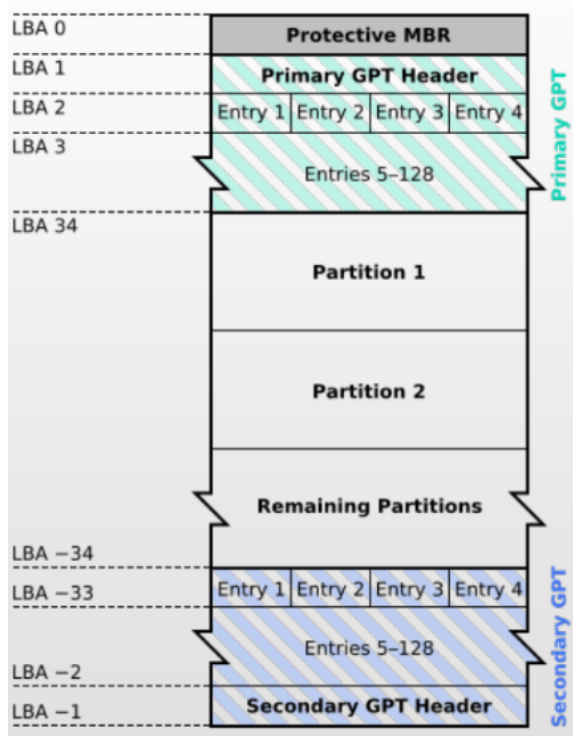 LBA 0
Protective MBR
LBA 1
Primary GPT Header
LBA 2
Entry 1 Entry 2 Entry 3 Entry 4
LBA 3
Entries 5–128
Primary GPT
LBA 34
Partition 1
Partition 2
Remaining Partitions
LBA −34
LBA −33
Entry 1 Entry 2 Entry 3 Entry 4
Entries 5–128
LBA −2
Secondary GPT Header
LBA −1
Secondary GPT